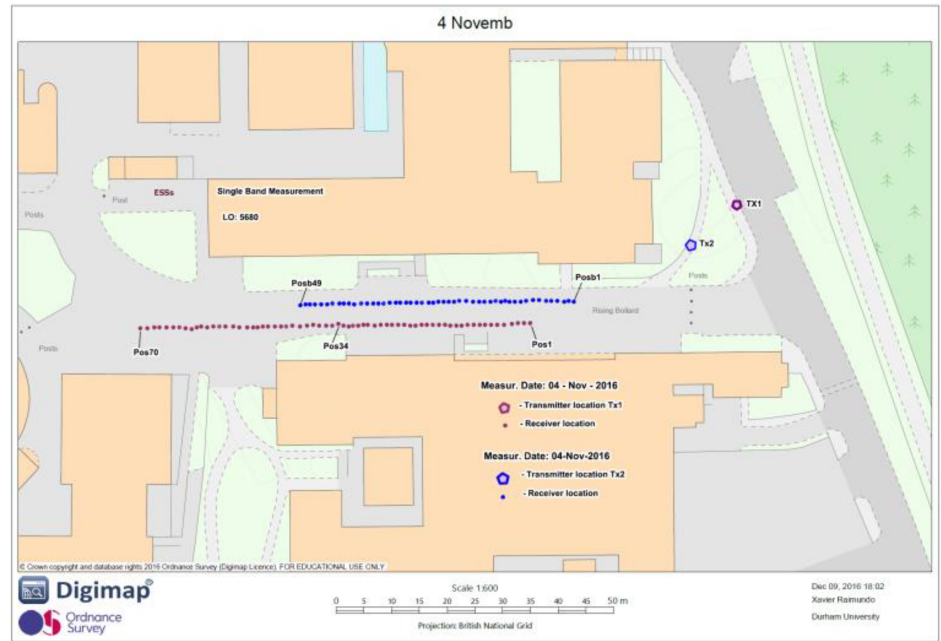 4 Novemb
ESSs
Single Band Measurement
LO: 5680
Post
Posts
TX1
Tx2
Posts
Posb49
Posb1
Rising Bollard
Posts
Pos70
Pos34
Pos1
Measur. Date: 04 - Nov - 2016
- Transmitter location Tx1
- Receiver location
Measur. Date: 04-Nov-2016
- Transmitter location Tx2
- Receiver location
© Crown copyright and database rights 2016 Ordnance Survey (Digimap Licence). FOR EDUCATIONAL USE ONLY
Digimap®
Ordnance
Survey
Scale 1:600
0 5 10 15 20 25 30 35 40 45 50 m
Projection: British National Grid
Dec 09, 2016 18:02
Xavier Raimundo
Durham University